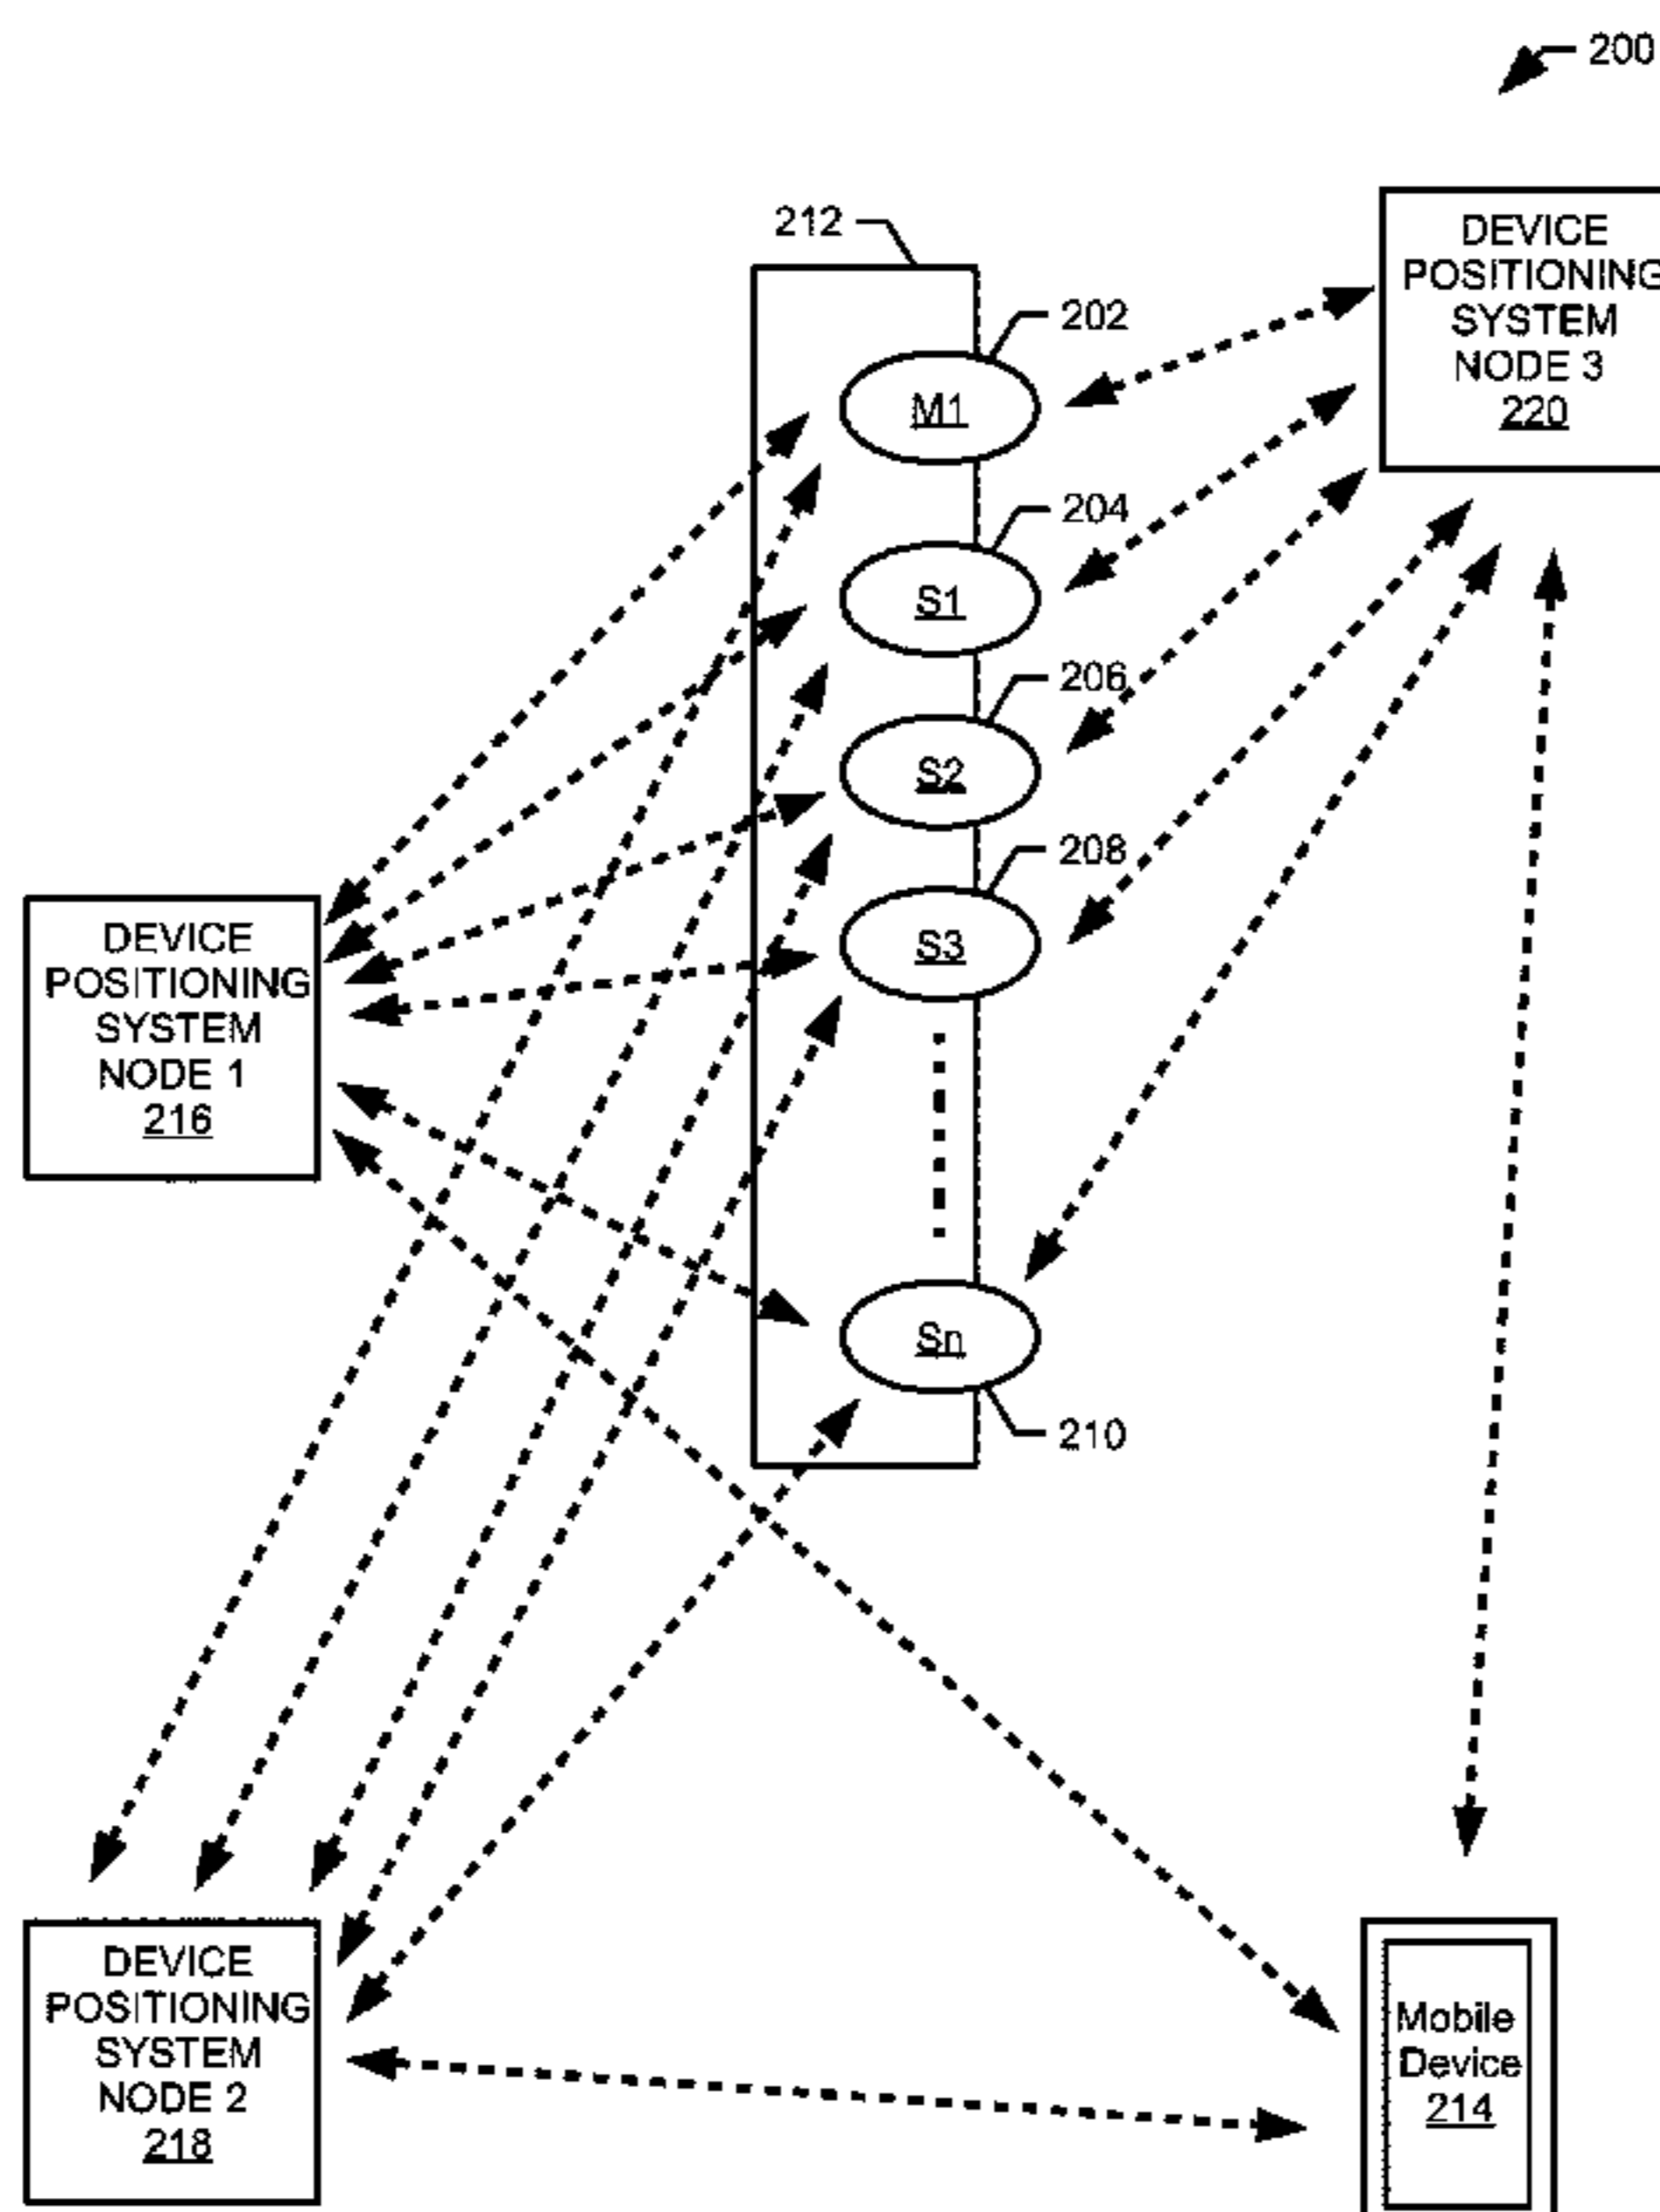 200
212
DEVICE
POSITIONING
SYSTEM
NODE 3
220
202
M1
204
S1
206
S2
208
S3
DEVICE
POSITIONING
SYSTEM
NODE 1
216
Sn
210
DEVICE
POSITIONING
SYSTEM
NODE 2
218
Mobile
Device
214